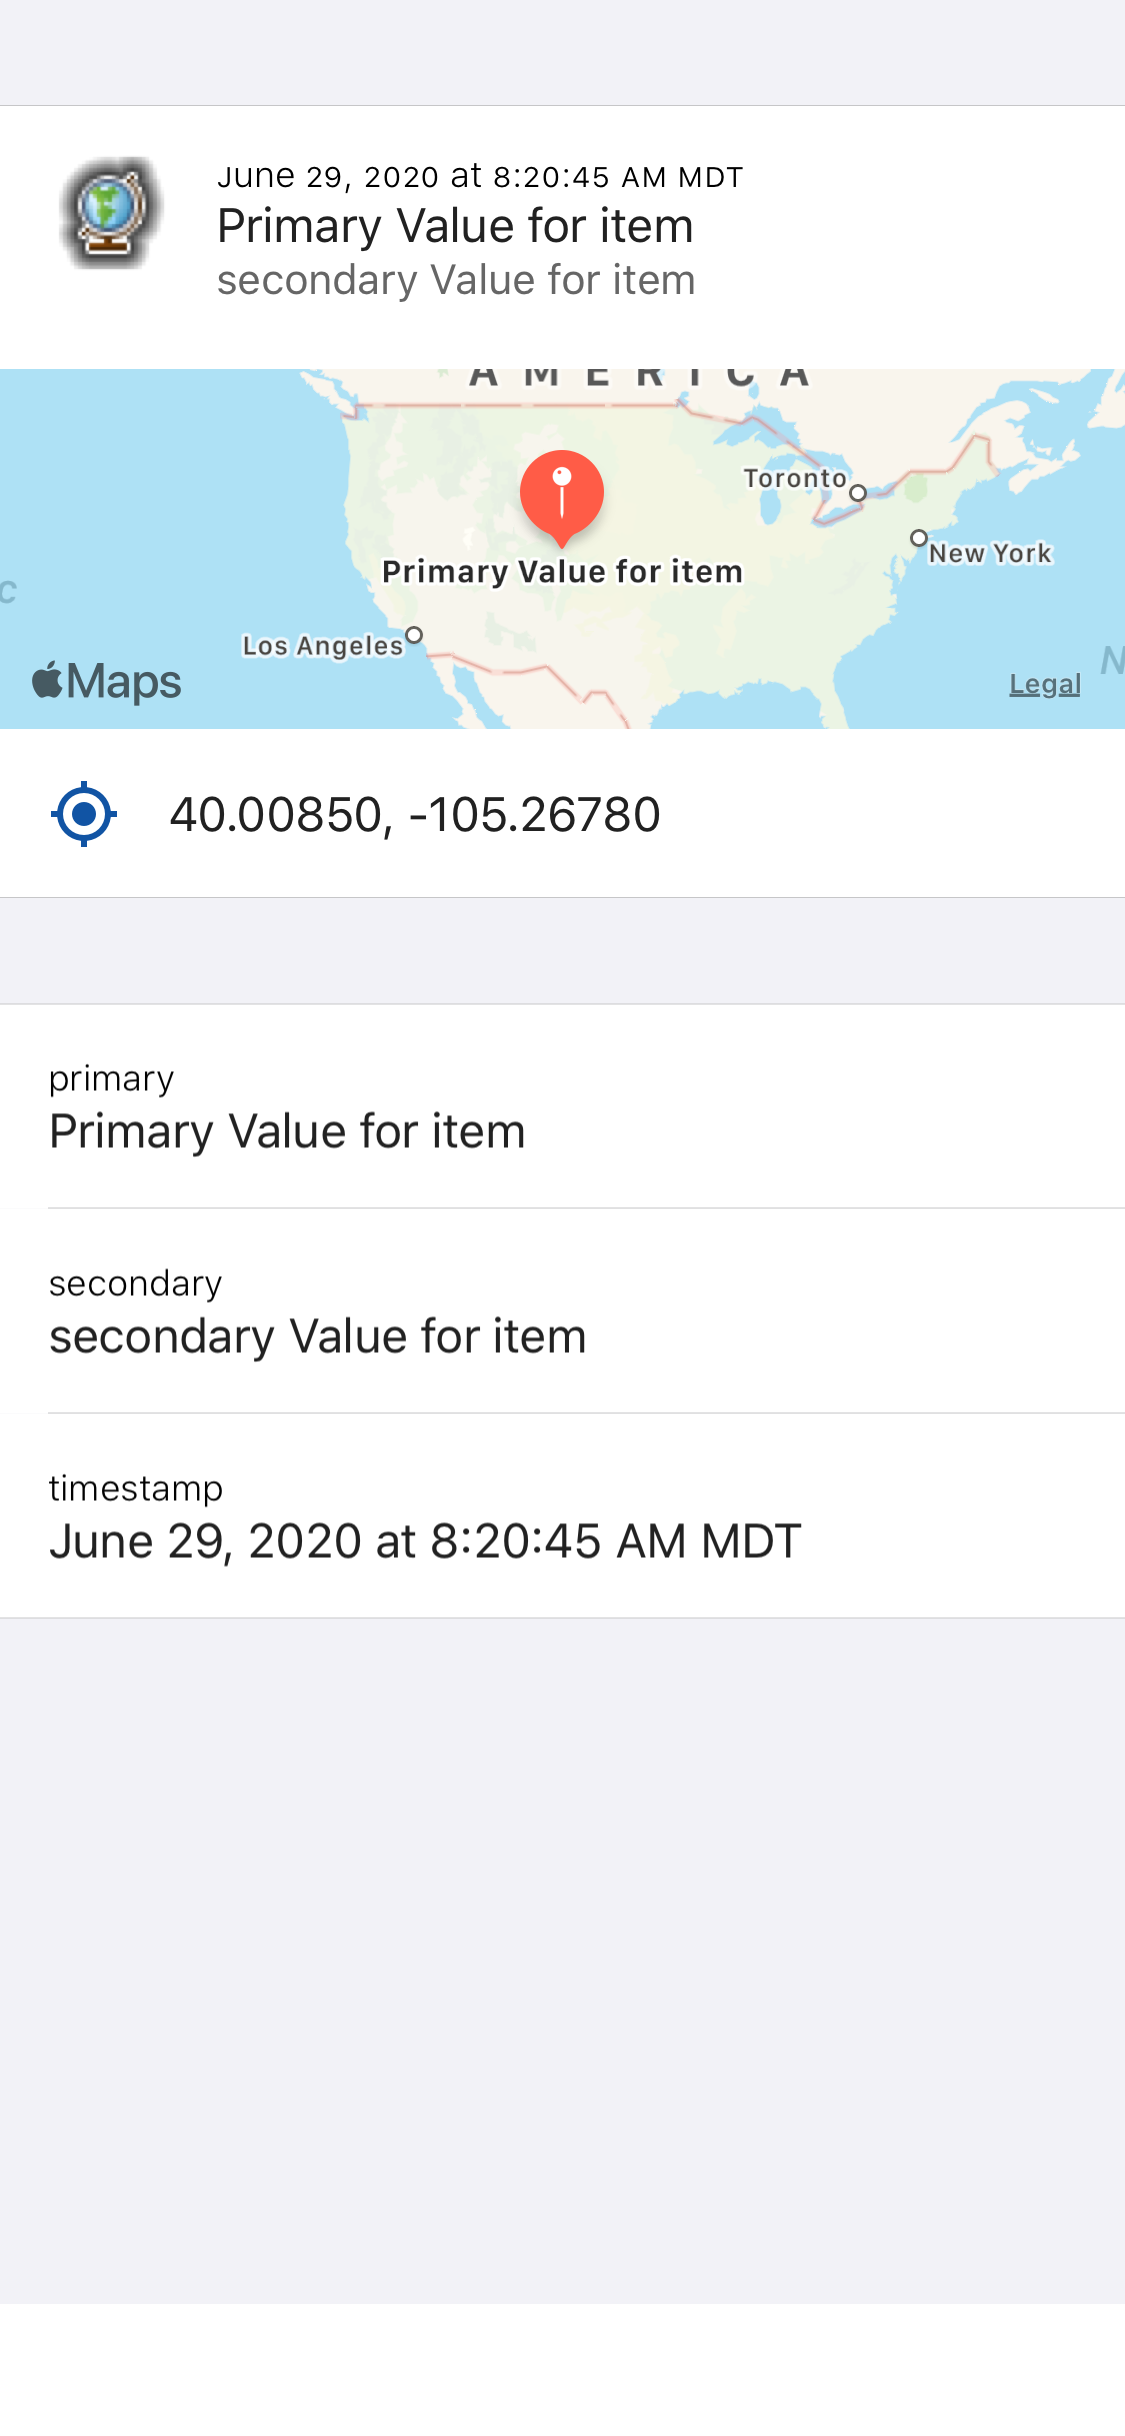 June 29, 2020 at 8:20:45 AM MDT
Primary Value for item
secondary Value for item
AMERICA
Toronto
New York
Primary Value for item
Los Angeles
Maps
Legal
40.00850, -105.26780
primary
Primary Value for item
secondary
secondary Value for item
timestamp
June 29, 2020 at 8:20:45 AM MDT